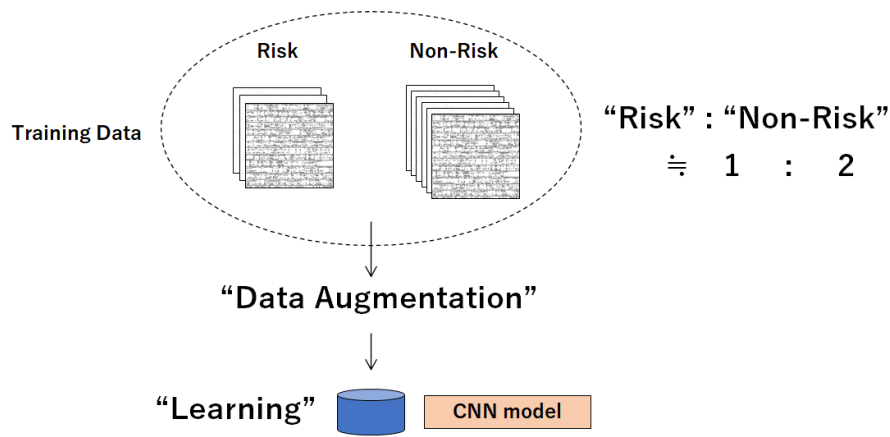 Risk
Non-Risk
Training Data
“Risk” : “Non-Risk”
≒ 1 : 2
“Data Augmentation”
“Learning”
CNN model